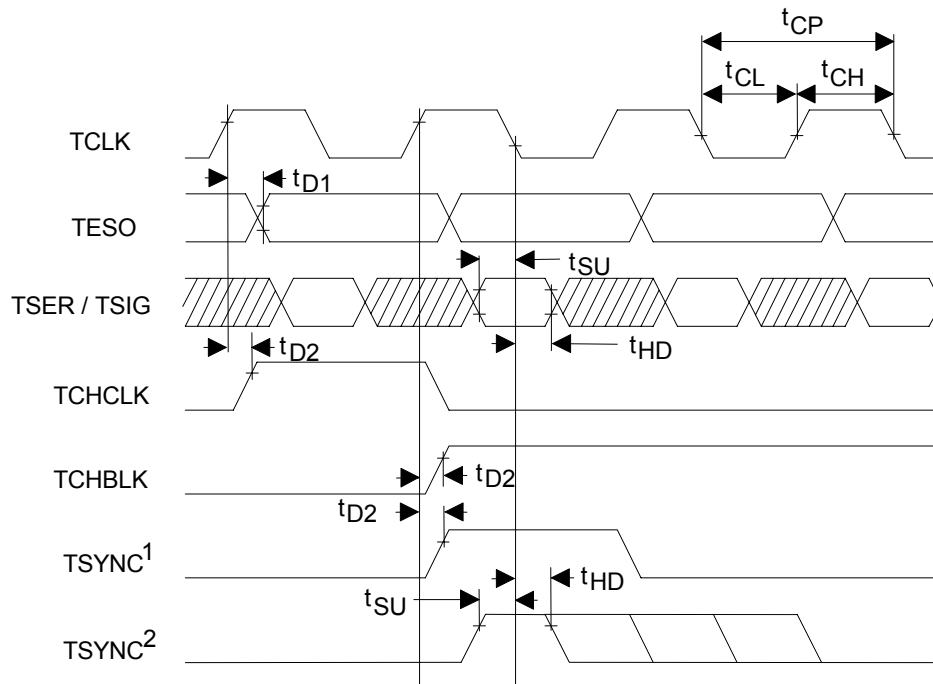 tCP
tCL tCH
TCLK
tD1
TESO
tSU
TSER / TSIG
tD2 tHD
TCHCLK
TCHBLK tD2
tD2
TSYNC1
tHD
tSU
TSYNC2